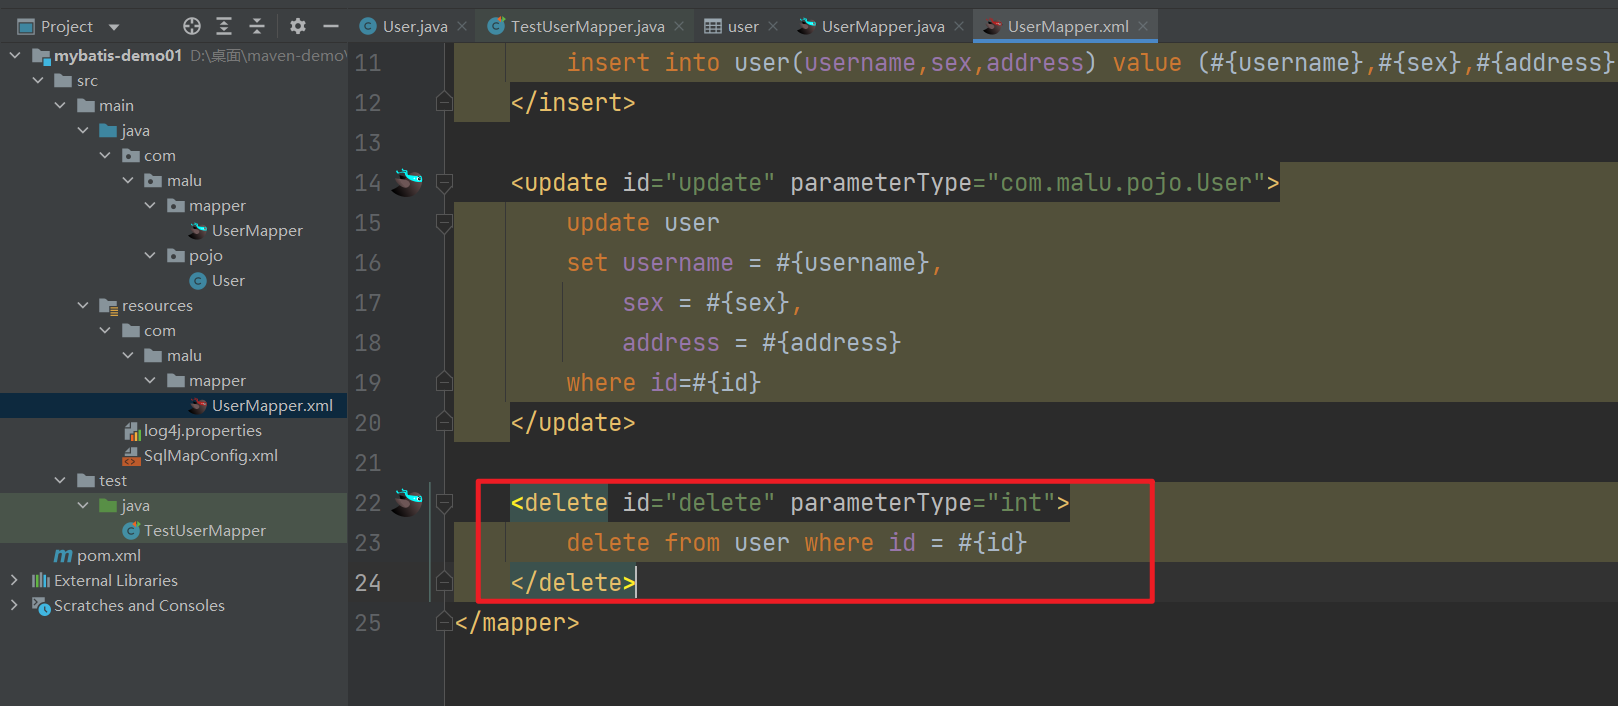 Project
User.java
TestUserMapper.java
user
UserMapper.java
UserMapper.xml
mybatis-demo01 D:\桌面\maven-demo\
src
main
java
com
malu
mapper
UserMapper
pojo
User
resources
com
malu
mapper
UserMapper.xml
log4j.properties
SqlMapConfig.xml
test
java
TestUserMapper
pom.xml
External Libraries
Scratches and Consoles
11 insert into user(username,sex,address) value (#{username},#{sex},#{address}
12 </insert>
13
14 <update id="update" parameterType="com.malu.pojo.User">
15 update user
16 set username = #{username},
17 sex = #{sex},
18 address = #{address}
19 where id=#{id}
20 </update>
21
22 <delete id="delete" parameterType="int">
23 delete from user where id = #{id}
24 </delete>
25 </mapper>